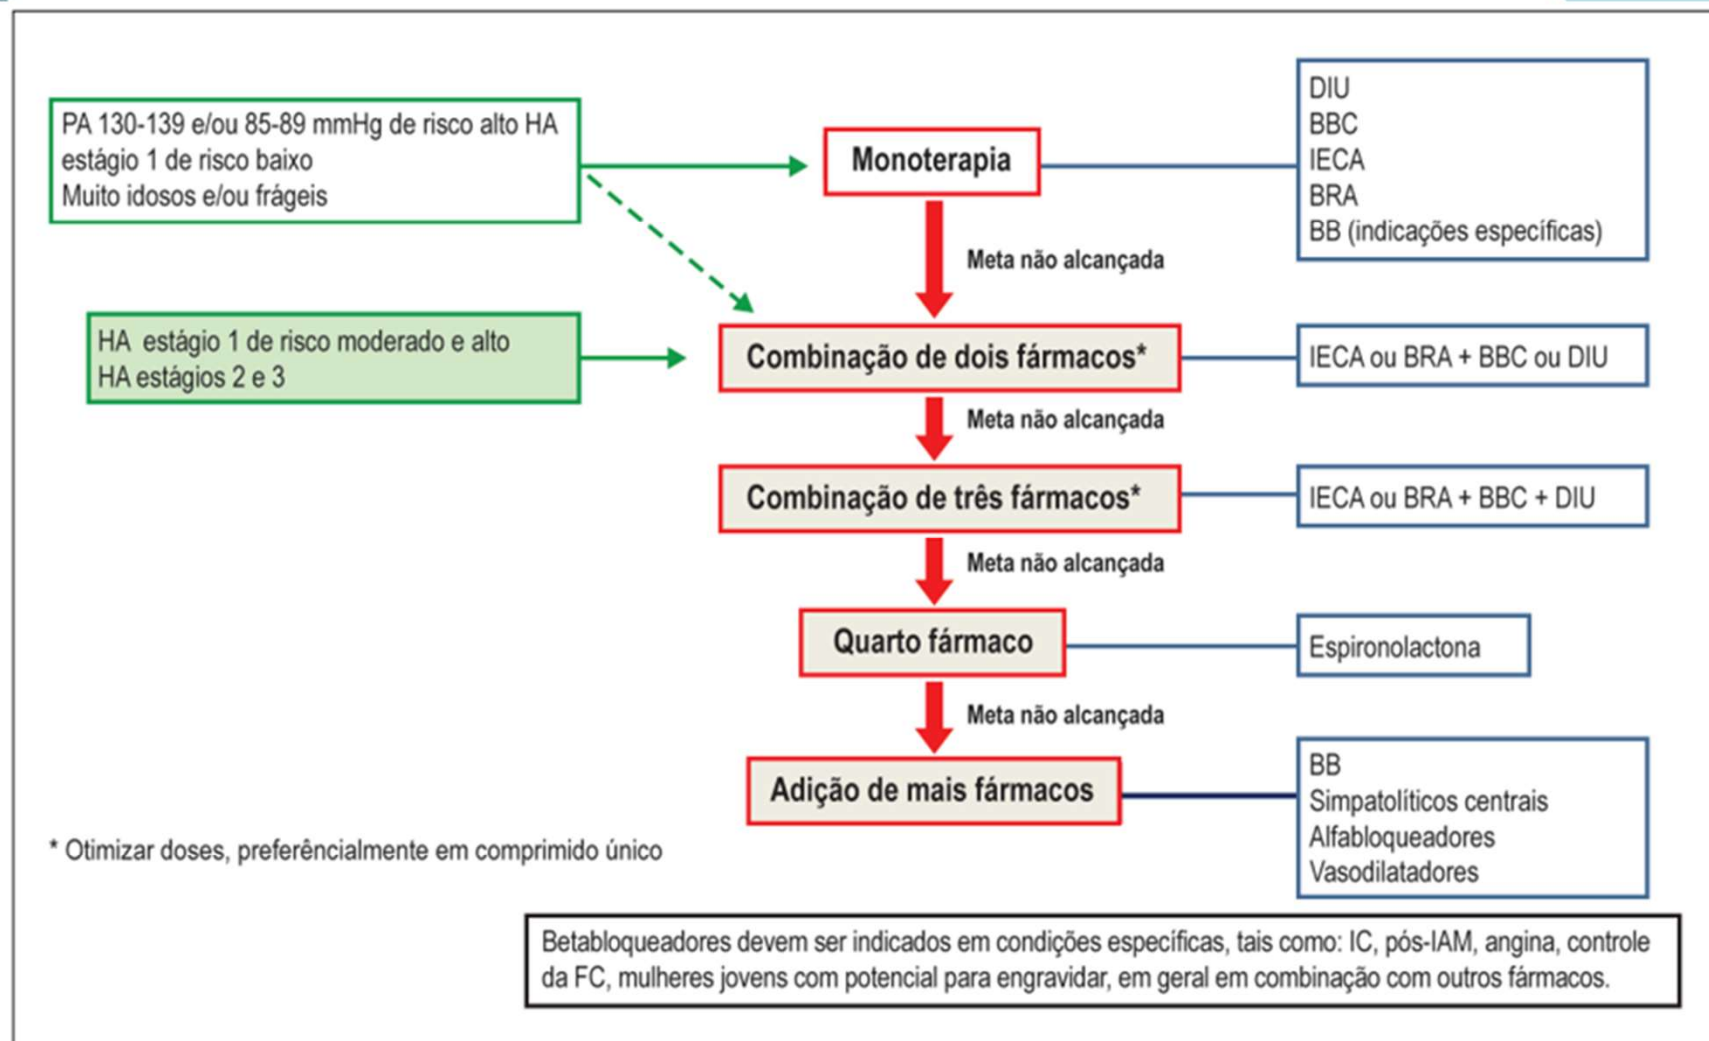 PA 130-139 e/ou 85-89 mmHg de risco alto HA
estágio 1 de risco baixo
Muito idosos e/ou frágeis
Monoterapia
DIU
BBC
IECA
BRA
BB (indicações específicas)
Meta não alcançada
HA estágio 1 de risco moderado e alto
HA estágios 2 e 3
Combinação de dois fármacos*
IECA ou BRA + BBC ou DIU
Meta não alcançada
Combinação de três fármacos*
IECA ou BRA + BBC + DIU
Meta não alcançada
Quarto fármaco
Espironolactona
Meta não alcançada
Adição de mais fármacos
BB
Simpatolíticos centrais
Alfabloqueadores
Vasodilatadores
* Otimizar doses, preferêncialmente em comprimido único
Betabloqueadores devem ser indicados em condições específicas, tais como: IC, pós-IAM, angina, controle
da FC, mulheres jovens com potencial para engravidar, em geral em combinação com outros fármacos.